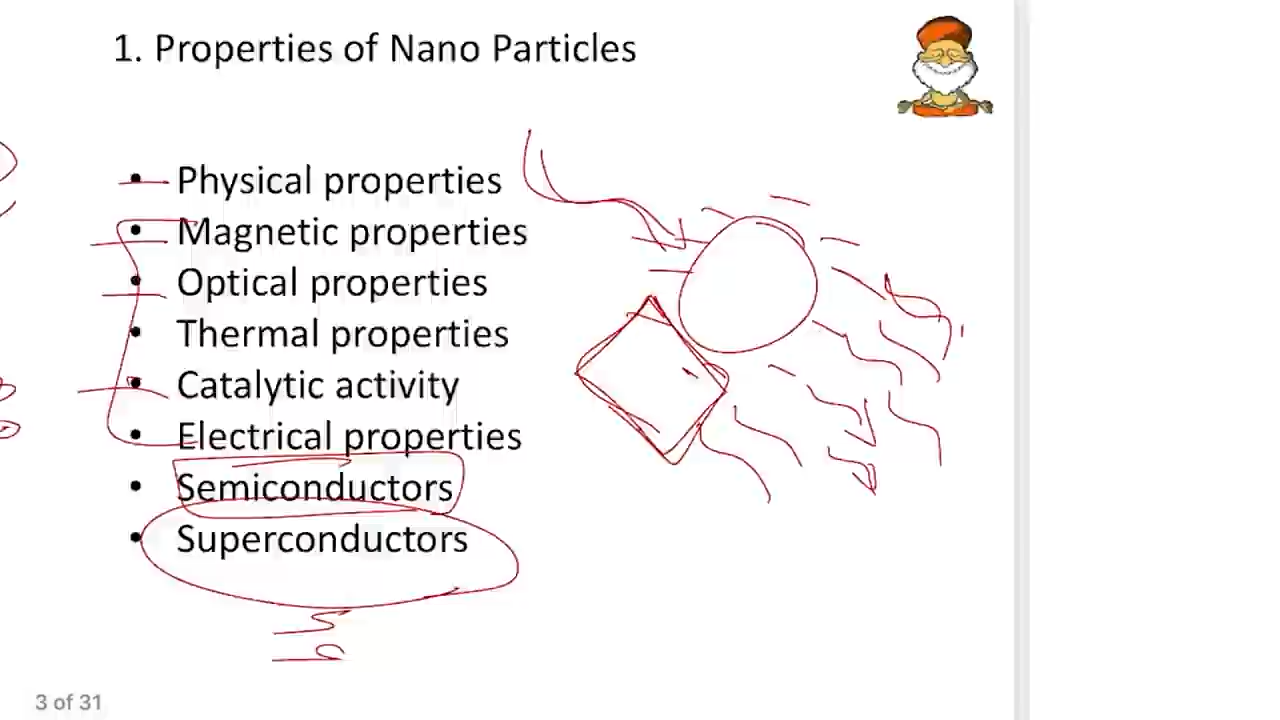 1. Properties of Nano Particles
• Physical properties
• Magnetic properties
• Optical properties
• Thermal properties
• Catalytic activity
• Electrical properties
• Semiconductors
• Superconductors
3 of 31